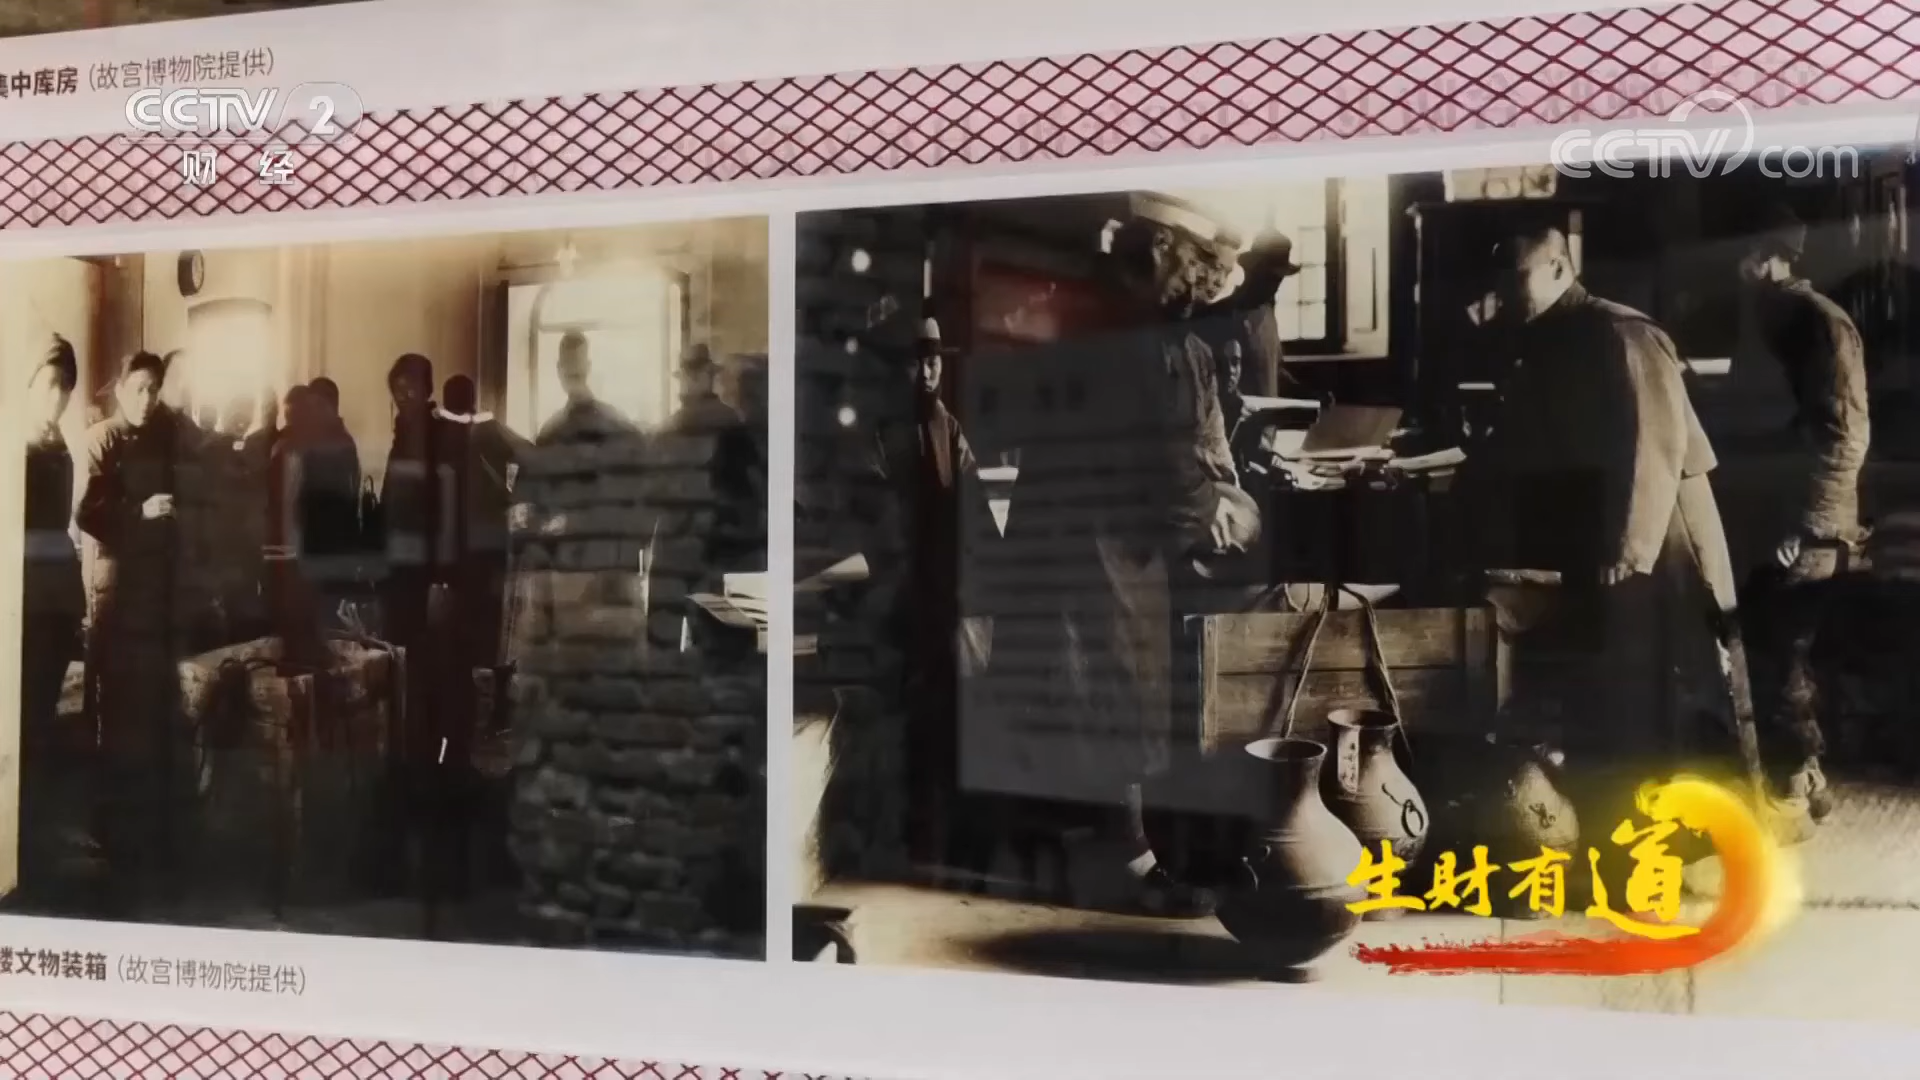 集中库房 (故宫博物院提供)
CCTV 2
财 经
CCTV.com
生财有道
楼文物装箱 (故宫博物院提供)